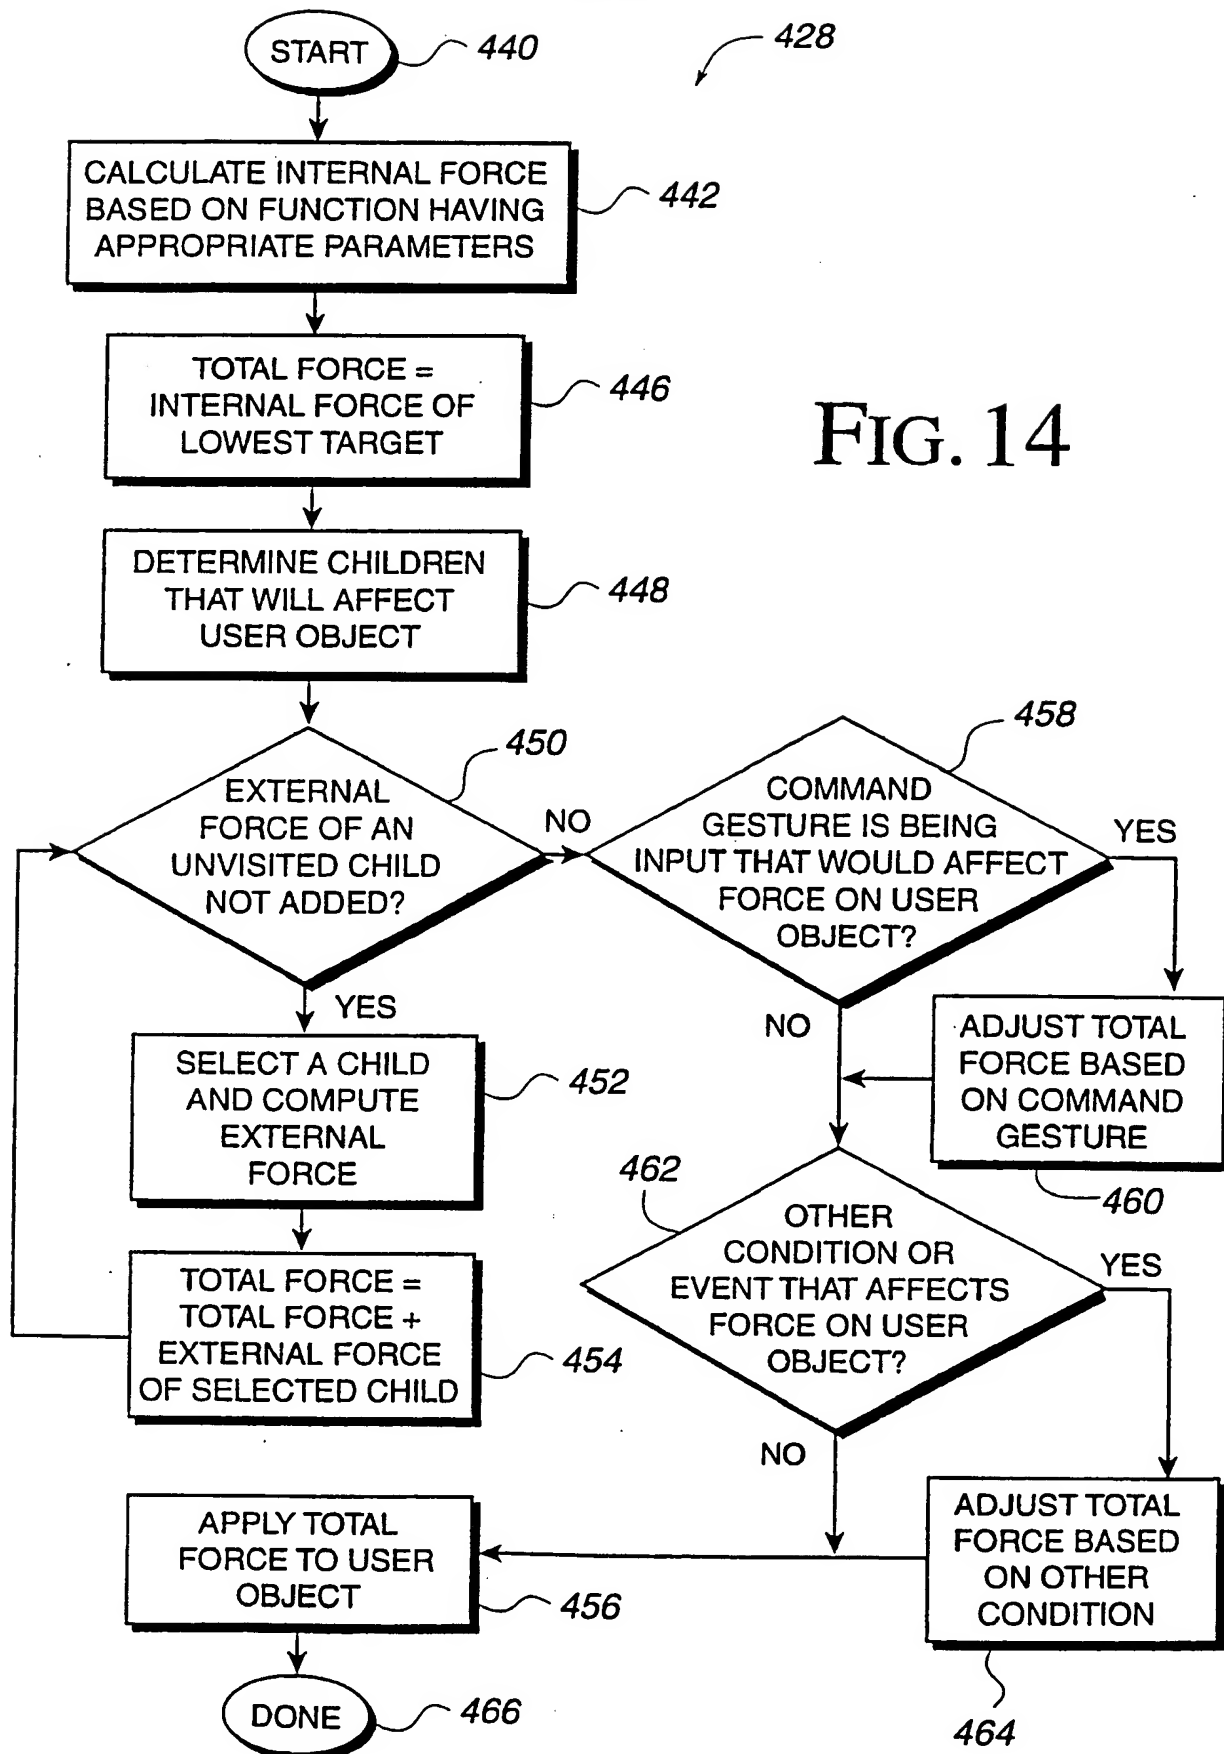 START
440
428
CALCULATE INTERNAL FORCE
BASED ON FUNCTION HAVING
APPROPRIATE PARAMETERS
442
TOTAL FORCE =
INTERNAL FORCE OF
LOWEST TARGET
446
FIG. 14
DETERMINE CHILDREN
THAT WILL AFFECT
USER OBJECT
448
EXTERNAL
FORCE OF AN
UNVISITED CHILD
NOT ADDED?
450
NO
YES
COMMAND
GESTURE IS BEING
INPUT THAT WOULD AFFECT
FORCE ON USER
OBJECT?
458
YES
NO
SELECT A CHILD
AND COMPUTE
EXTERNAL
FORCE
452
ADJUST TOTAL
FORCE BASED
ON COMMAND
GESTURE
460
TOTAL FORCE =
TOTAL FORCE +
EXTERNAL FORCE
OF SELECTED CHILD
454
462
OTHER
CONDITION OR
EVENT THAT AFFECTS
FORCE ON USER
OBJECT?
YES
NO
APPLY TOTAL
FORCE TO USER
OBJECT
456
ADJUST TOTAL
FORCE BASED
ON OTHER
CONDITION
464
DONE
466